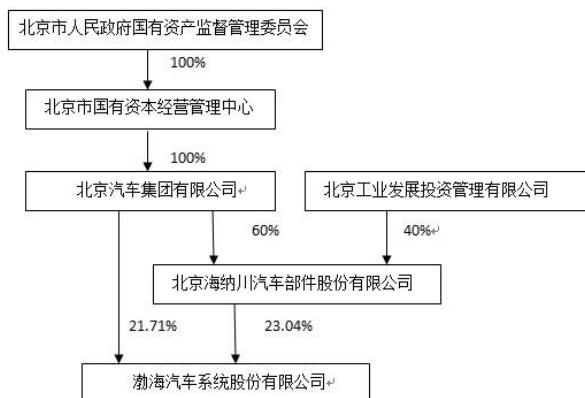 北京市人民政府国有资产监督管理委员会
100%
北京市国有资本经营管理中心
100%
北京汽车集团有限公司
北京工业发展投资管理有限公司
60%
40%
北京海纳川汽车部件股份有限公司
21.71%
23.04%
渤海汽车系统股份有限公司